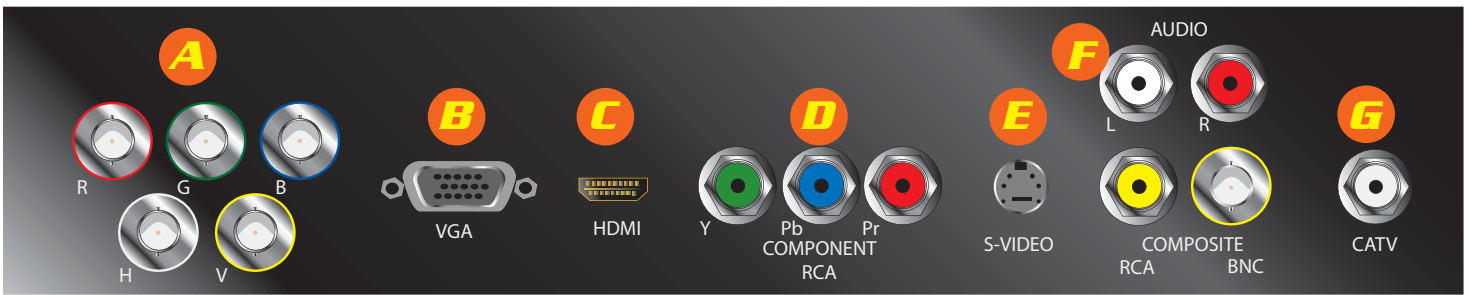 A
R
G
B
H
V
B
VGA
C
HDMI
D
Y
Pb
Pr
COMPONENT
RCA
E
S-VIDEO
F
AUDIO
L
R
COMPOSITE
RCA
BNC
G
CATV